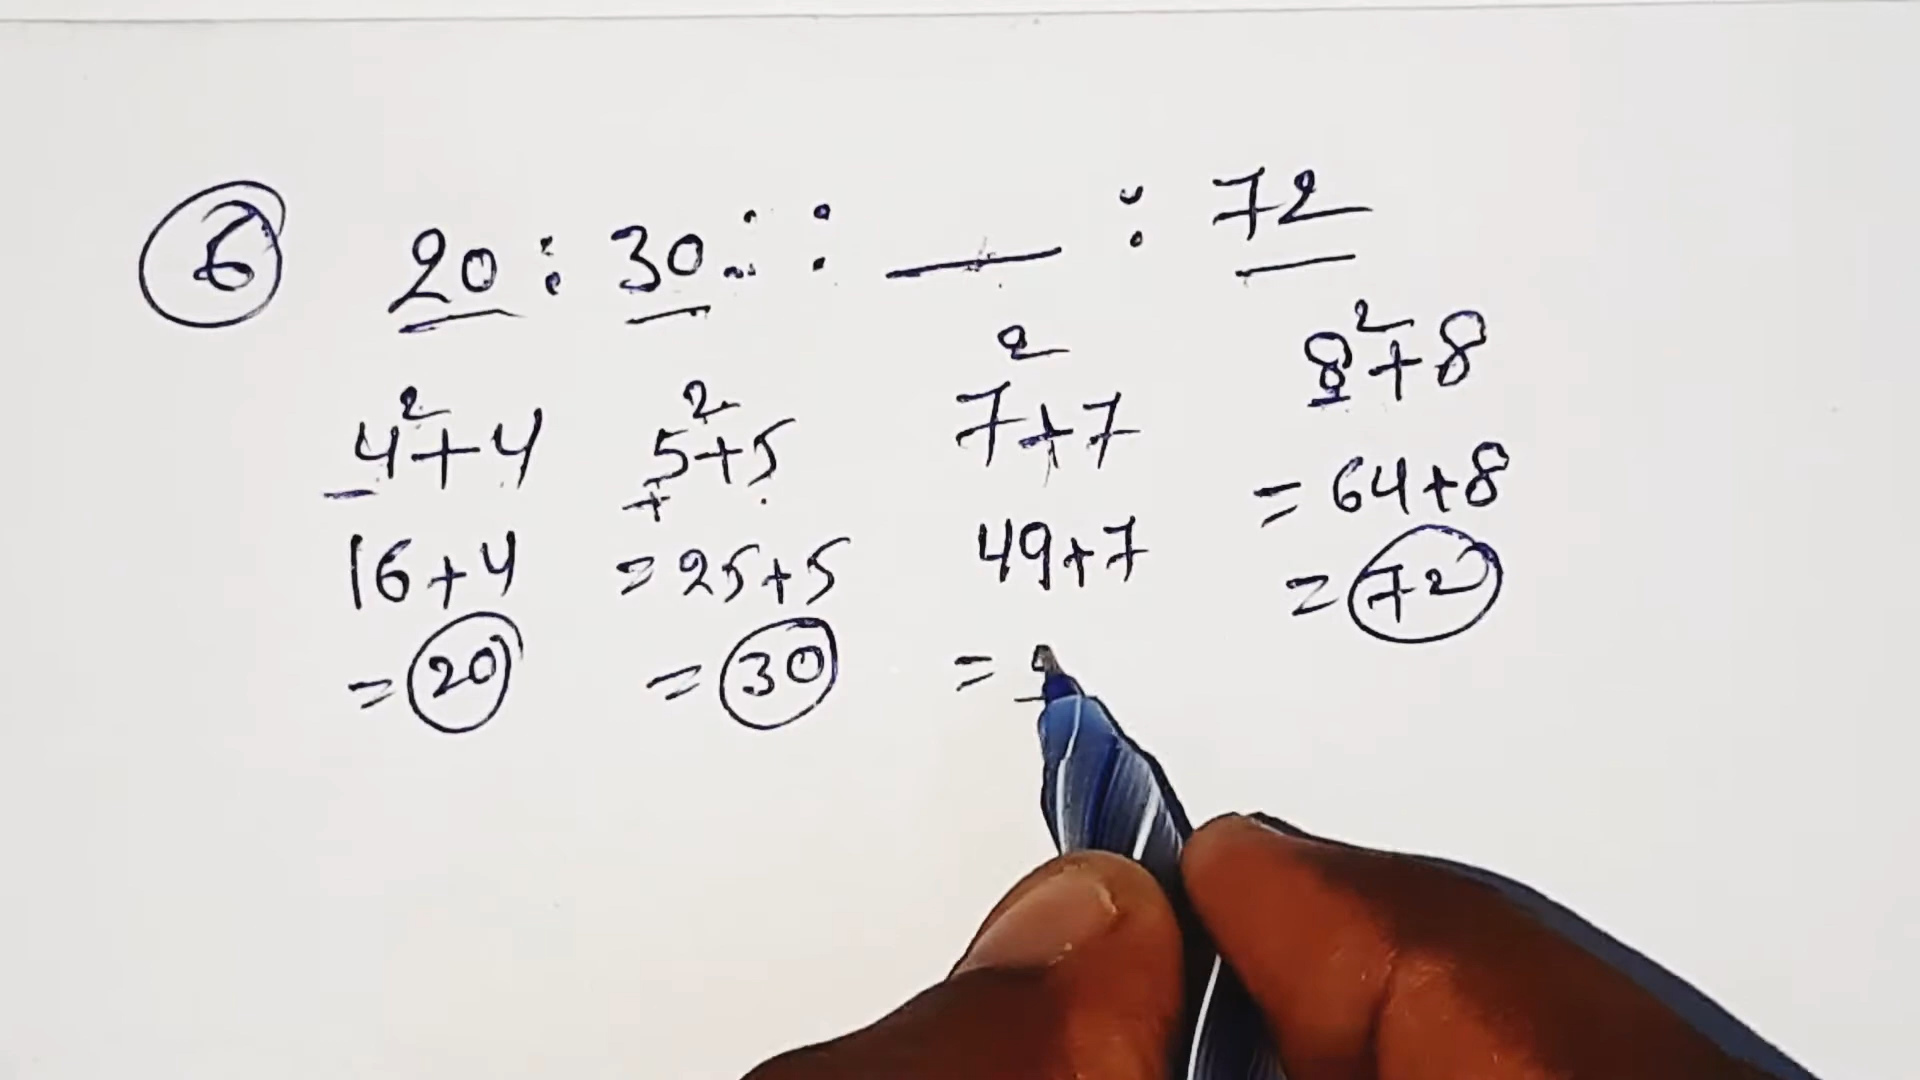 6 20 : 30 :: ___ : 72
4²+4 5²+5 7²+7 8²+8
16+4 =25+5 49+7 =64+8
=20 =30 = =72